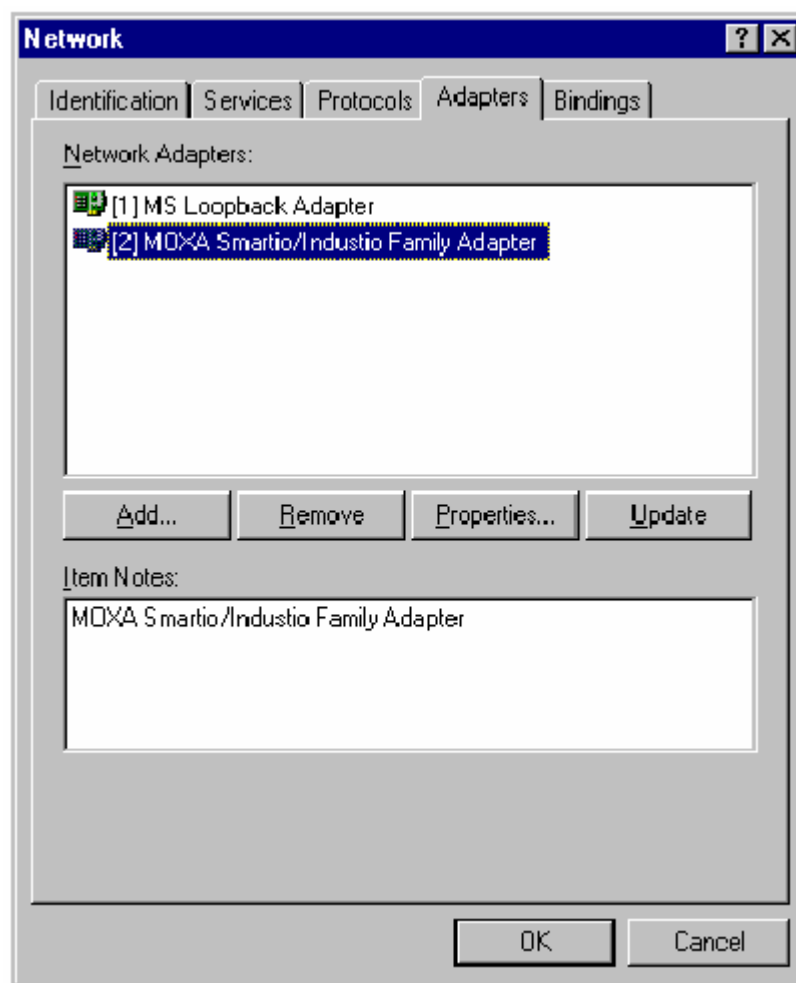 Network
Identification Services Protocols Adapters Bindings
Network Adapters:
[1] MS Loopback Adapter
[2] MOXA Smartio/Industio Family Adapter
Add... Remove Properties... Update
Item Notes:
MOXA Smartio/Industio Family Adapter
OK Cancel